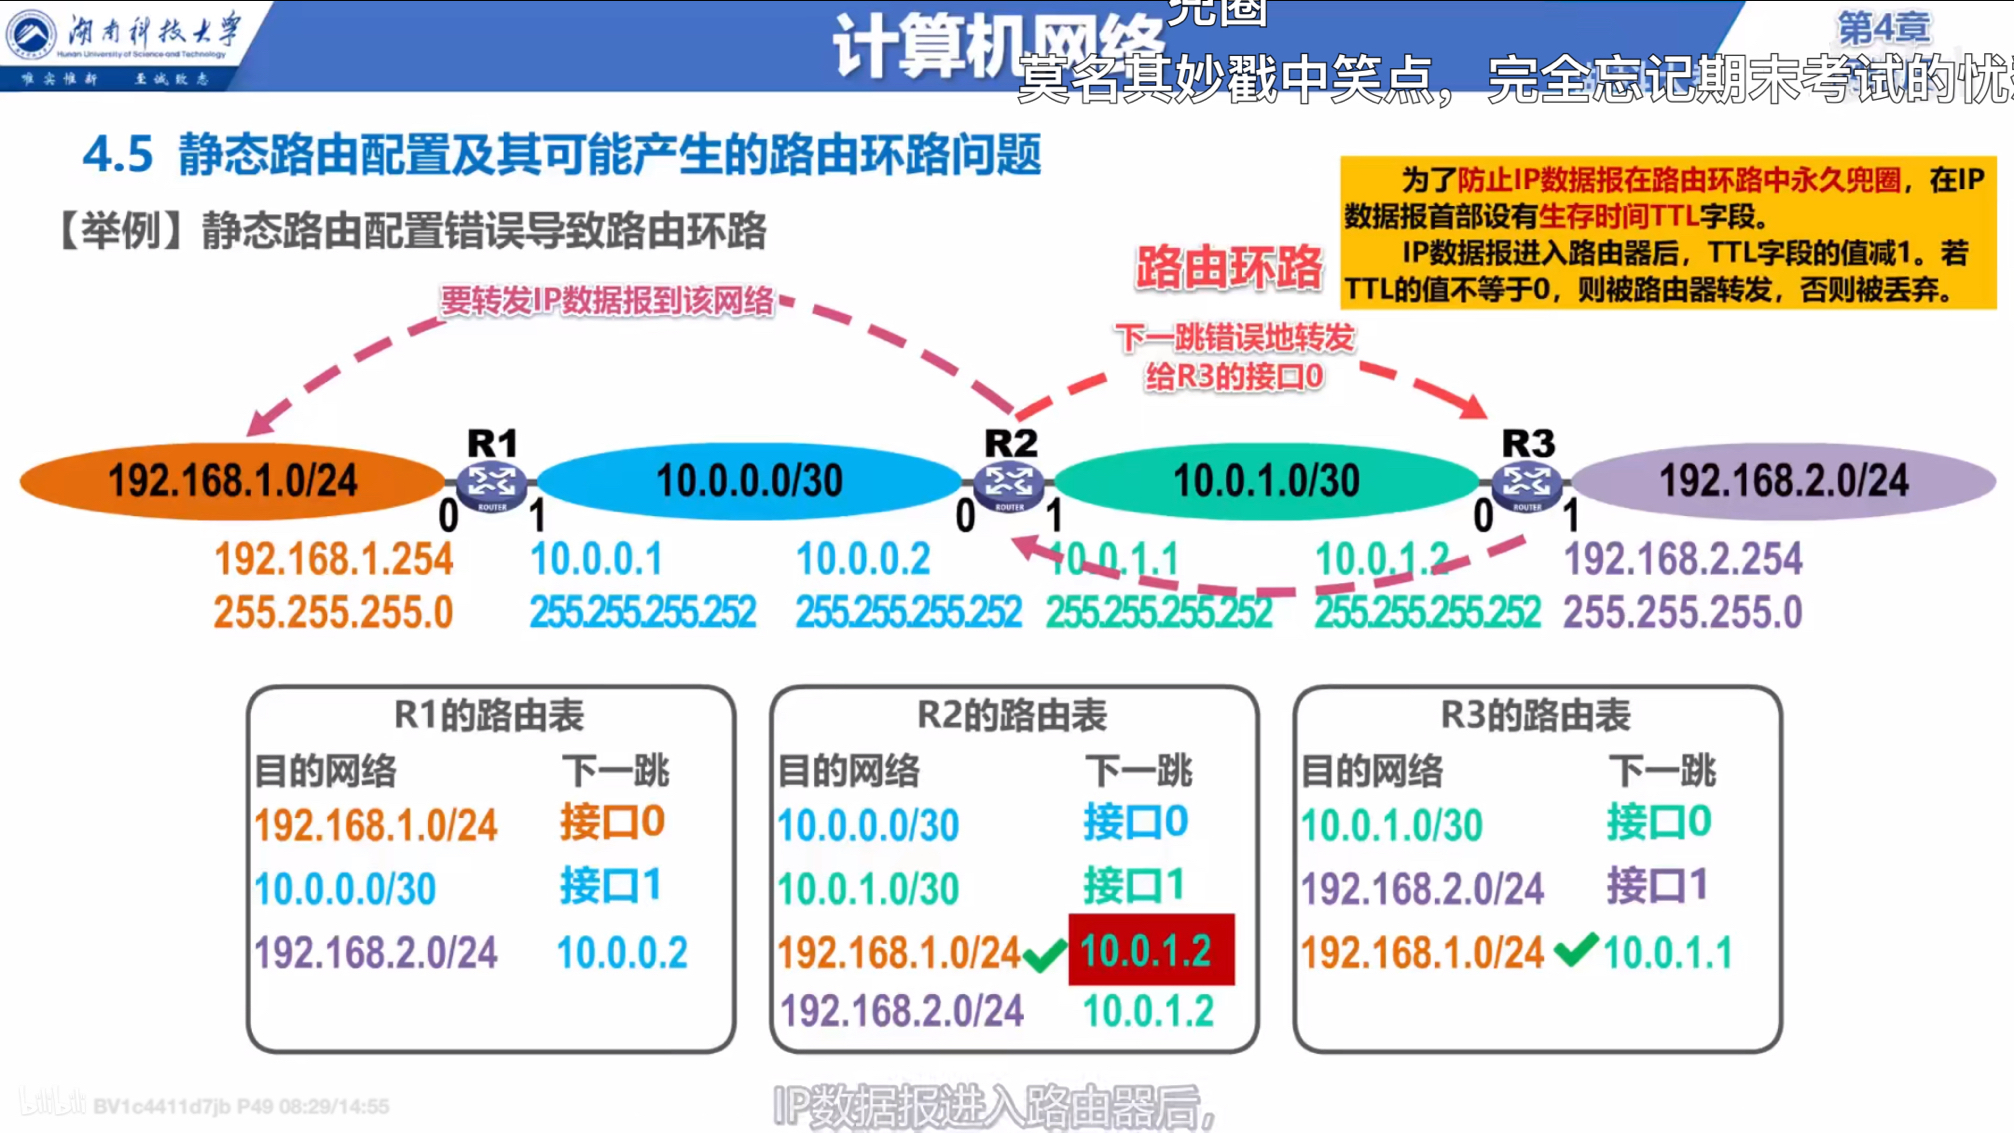 湖南科技大学
Hunan University of Science and Technology
唯实惟新 至诚致志
计算机网络
第4章
兜圈
莫名其妙戳中笑点，完全忘记期末考试的忧
4.5 静态路由配置及其可能产生的路由环路问题
【举例】静态路由配置错误导致路由环路
为了防止IP数据报在路由环路中永久兜圈，在IP
数据报首部设有生存时间TTL字段。
IP数据报进入路由器后，TTL字段的值减1。若
TTL的值不等于0，则被路由器转发，否则被丢弃。
路由环路
要转发IP数据报到该网络
下一跳错误地转发
给R3的接口0
R1 R2 R3
192.168.1.0/24 10.0.0.0/30 10.0.1.0/30 192.168.2.0/24
ROUTER ROUTER ROUTER
0 1 0 1 0 1
192.168.1.254 10.0.0.1 10.0.0.2 10.0.1.1 10.0.1.2 192.168.2.254
255.255.255.0 255.255.255.252 255.255.255.252 255.255.255.252 255.255.255.252 255.255.255.0
R1的路由表
目的网络 下一跳
192.168.1.0/24 接口0
10.0.0.0/30 接口1
192.168.2.0/24 10.0.0.2
R2的路由表
目的网络 下一跳
10.0.0.0/30 接口0
10.0.1.0/30 接口1
192.168.1.0/24 10.0.1.2
192.168.2.0/24 10.0.1.2
R3的路由表
目的网络 下一跳
10.0.1.0/30 接口0
192.168.2.0/24 接口1
192.168.1.0/24 10.0.1.1
IP数据报进入路由器后，
bilibili BV1c4411d7jb P49 08:29/14:55